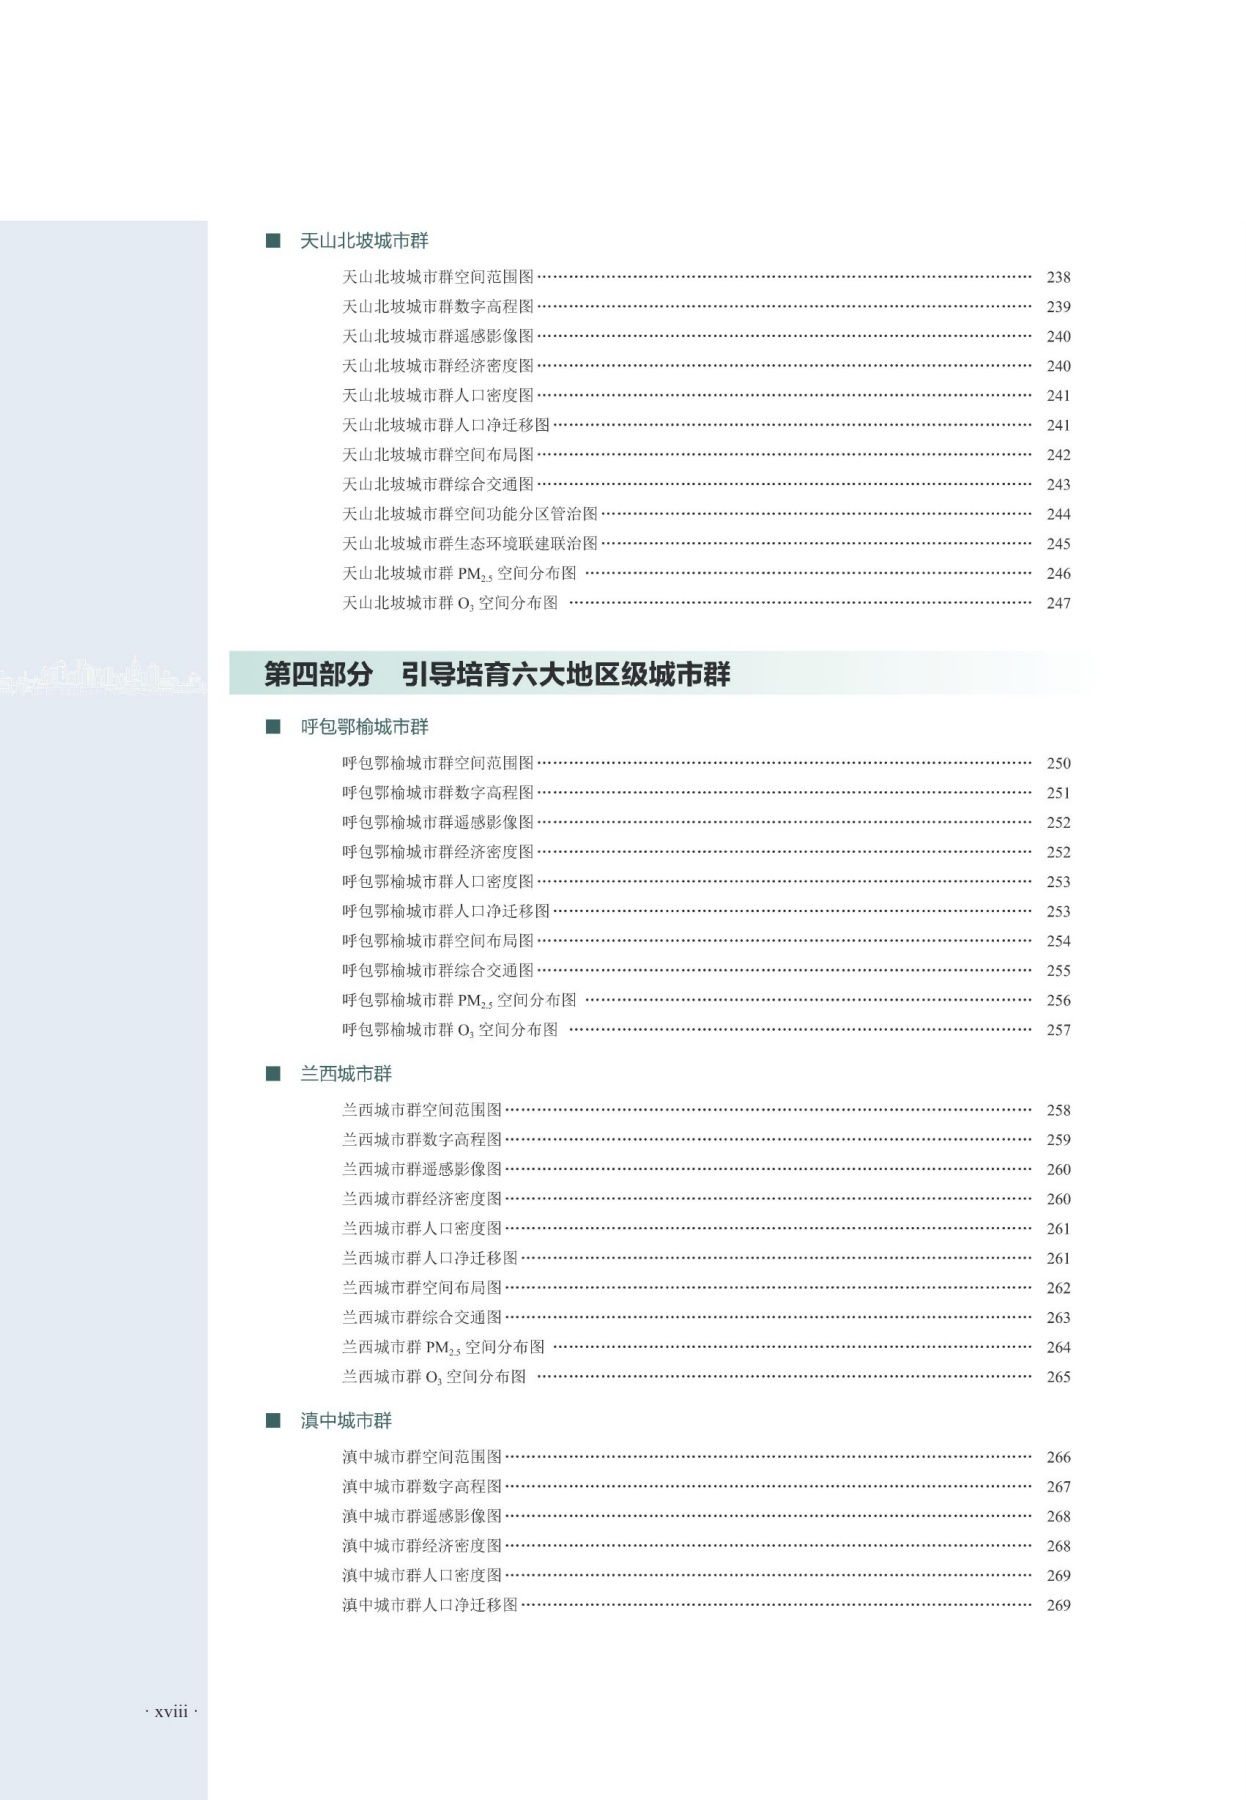 ■ 天山北坡城市群
天山北坡城市群空间范围图 238
天山北坡城市群数字高程图 239
天山北坡城市群遥感影像图 240
天山北坡城市群经济密度图 240
天山北坡城市群人口密度图 241
天山北坡城市群人口净迁移图 241
天山北坡城市群空间布局图 242
天山北坡城市群综合交通图 243
天山北坡城市群空间功能分区管治图 244
天山北坡城市群生态环境联建联治图 245
天山北坡城市群 PM2.5 空间分布图 246
天山北坡城市群 O3 空间分布图 247
第四部分 引导培育六大地区级城市群
■ 呼包鄂榆城市群
呼包鄂榆城市群空间范围图 250
呼包鄂榆城市群数字高程图 251
呼包鄂榆城市群遥感影像图 252
呼包鄂榆城市群经济密度图 252
呼包鄂榆城市群人口密度图 253
呼包鄂榆城市群人口净迁移图 253
呼包鄂榆城市群空间布局图 254
呼包鄂榆城市群综合交通图 255
呼包鄂榆城市群 PM2.5 空间分布图 256
呼包鄂榆城市群 O3 空间分布图 257
■ 兰西城市群
兰西城市群空间范围图 258
兰西城市群数字高程图 259
兰西城市群遥感影像图 260
兰西城市群经济密度图 260
兰西城市群人口密度图 261
兰西城市群人口净迁移图 261
兰西城市群空间布局图 262
兰西城市群综合交通图 263
兰西城市群 PM2.5 空间分布图 264
兰西城市群 O3 空间分布图 265
■ 滇中城市群
滇中城市群空间范围图 266
滇中城市群数字高程图 267
滇中城市群遥感影像图 268
滇中城市群经济密度图 268
滇中城市群人口密度图 269
滇中城市群人口净迁移图 269
· xviii ·